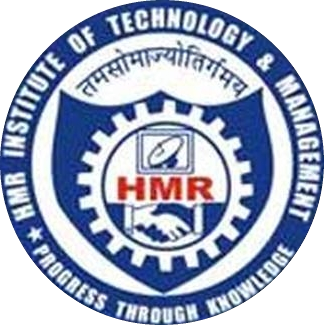 HMR INSTITUTE OF TECHNOLOGY & MANAGEMENT
तमसोमाज्योतिर्गमय
HMR
★ PROGRESS THROUGH KNOWLEDGE